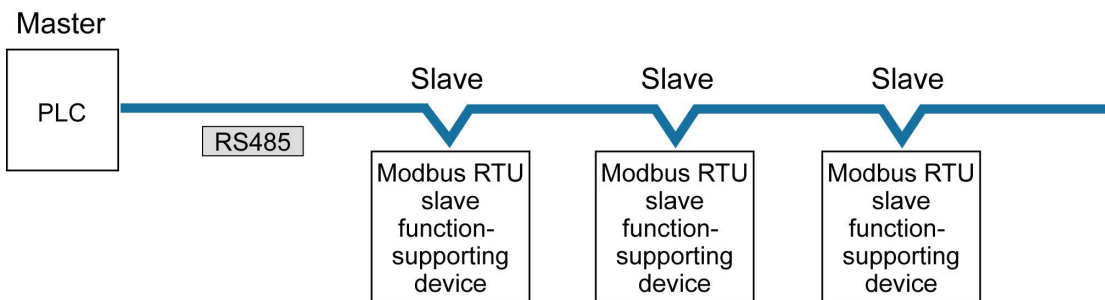 Master
PLC
RS485
Slave
Modbus RTU
slave
function-
supporting
device
Slave
Modbus RTU
slave
function-
supporting
device
Slave
Modbus RTU
slave
function-
supporting
device